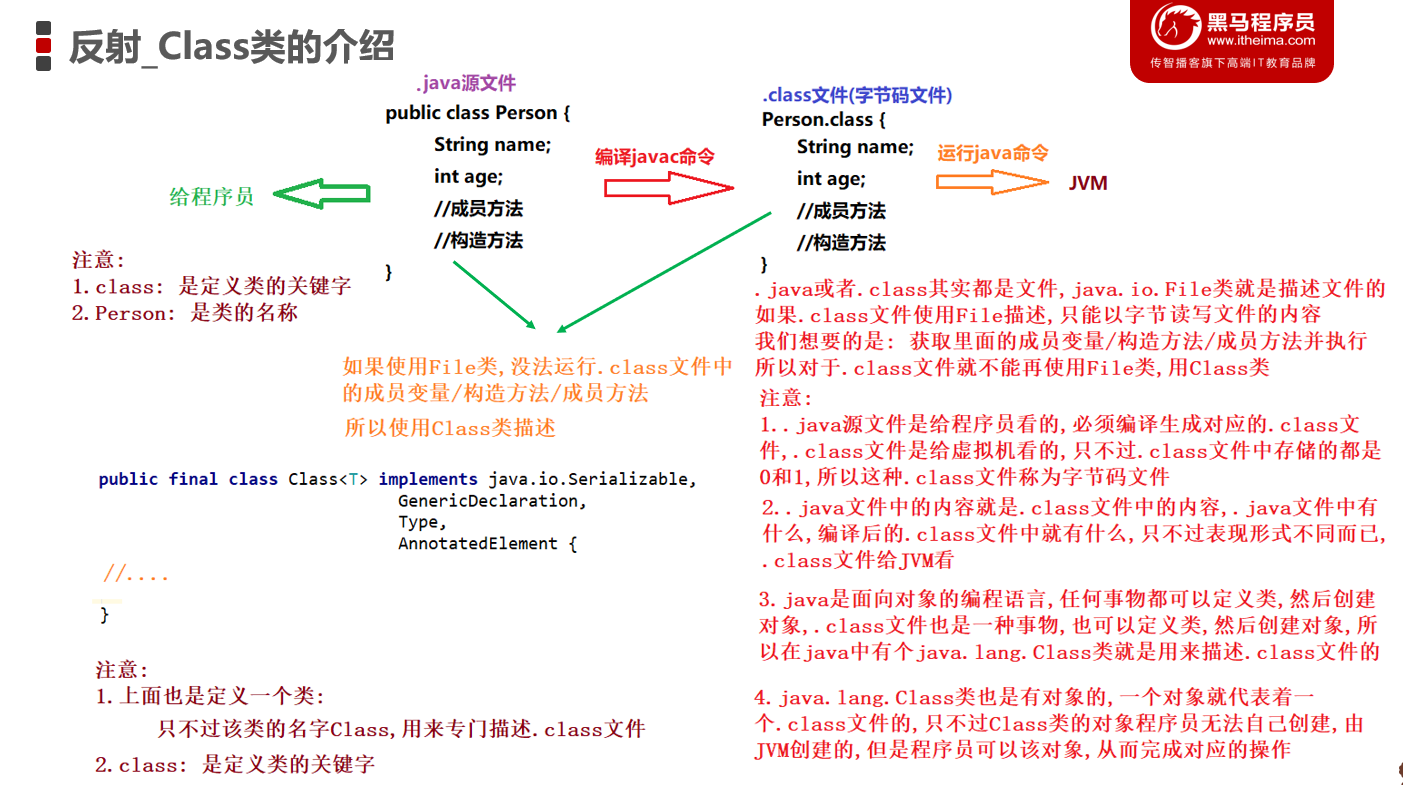 反射_Class类的介绍
黑马程序员
www.itheima.com
传智播客旗下高端IT教育品牌
.java源文件
public class Person {
String name;
int age;
//成员方法
//构造方法
}
给程序员
编译javac命令
.class文件(字节码文件)
Person.class {
String name;
int age;
//成员方法
//构造方法
}
运行java命令
JVM
注意:
1.class: 是定义类的关键字
2.Person: 是类的名称
如果使用File类,没法运行.class文件中
的成员变量/构造方法/成员方法
所以使用Class类描述
public final class Class<T> implements java.io.Serializable,
GenericDeclaration,
Type,
AnnotatedElement {
//....
}
注意:
1.上面也是定义一个类:
只不过该类的名字Class,用来专门描述.class文件
2.class: 是定义类的关键字
.java或者.class其实都是文件,java.io.File类就是描述文件的
如果.class文件使用File描述,只能以字节读写文件的内容
我们想要的是: 获取里面的成员变量/构造方法/成员方法并执行
所以对于.class文件就不能再使用File类,用Class类
注意:
1..java源文件是给程序员看的,必须编译生成对应的.class文
件,.class文件是给虚拟机看的,只不过.class文件中存储的都是
0和1,所以这种.class文件称为字节码文件
2..java文件中的内容就是.class文件中的内容,.java文件中有
什么,编译后的.class文件中就有什么,只不过表现形式不同而已,
.class文件给JVM看
3.java是面向对象的编程语言,任何事物都可以定义类,然后创建
对象,.class文件也是一种事物,也可以定义类,然后创建对象,所
以在java中有个java.lang.Class类就是用来描述.class文件的
4.java.lang.Class类也是有对象的,一个对象就代表着一
个.class文件的,只不过Class类的对象程序员无法自己创建,由
JVM创建的,但是程序员可以该对象,从而完成对应的操作